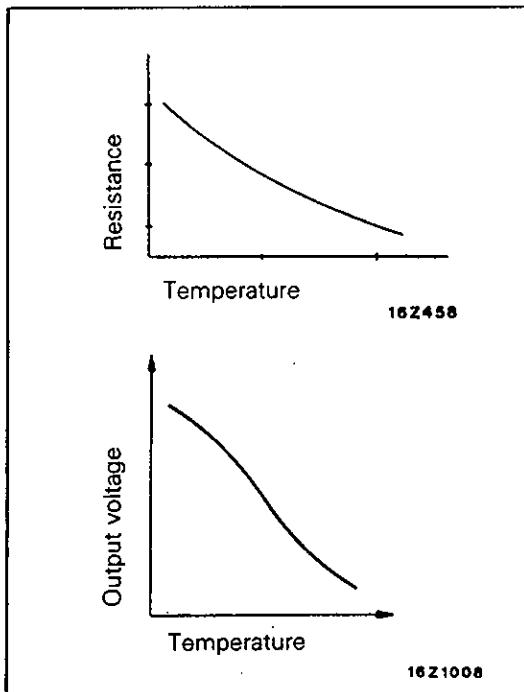 Resistance
Temperature
16Z458
Output voltage
Temperature
16Z1008